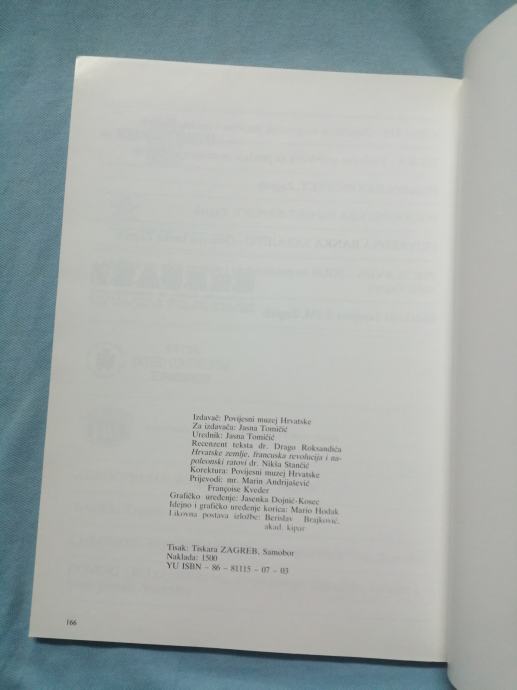 Izdavač: Povijesni muzej Hrvatske
Za izdavača: Jasna Tomičić
Urednik: Jasna Tomičić
Recenzent teksta dr. Drago Roksandića
Hrvatske zemlje, francuska revolucija i na-
poleonski ratovi dr. Nikša Stančić
Korektura: Povijesni muzej Hrvatske
Prijevodi: mr. Marin Andrijašević
Françoise Kveder
Grafičko uređenje: Jasenka Dojnić-Kosec
Idejno i grafičko uređenje korica: Mario Hodak
Likovna postava izložbe: Berislav Brajković,
akad. kipar
Tisak: Tiskara ZAGREB, Samobor
Naklada: 1500
YU ISBN – 86 – 81115 – 07 – 03
166